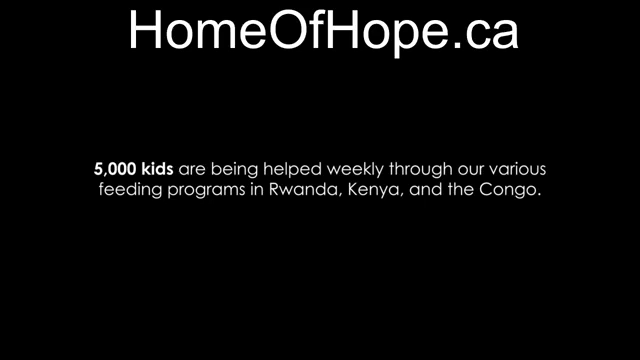 HomeOfHope.ca
5,000 kids are being helped weekly through our various
feeding programs in Rwanda, Kenya, and the Congo.